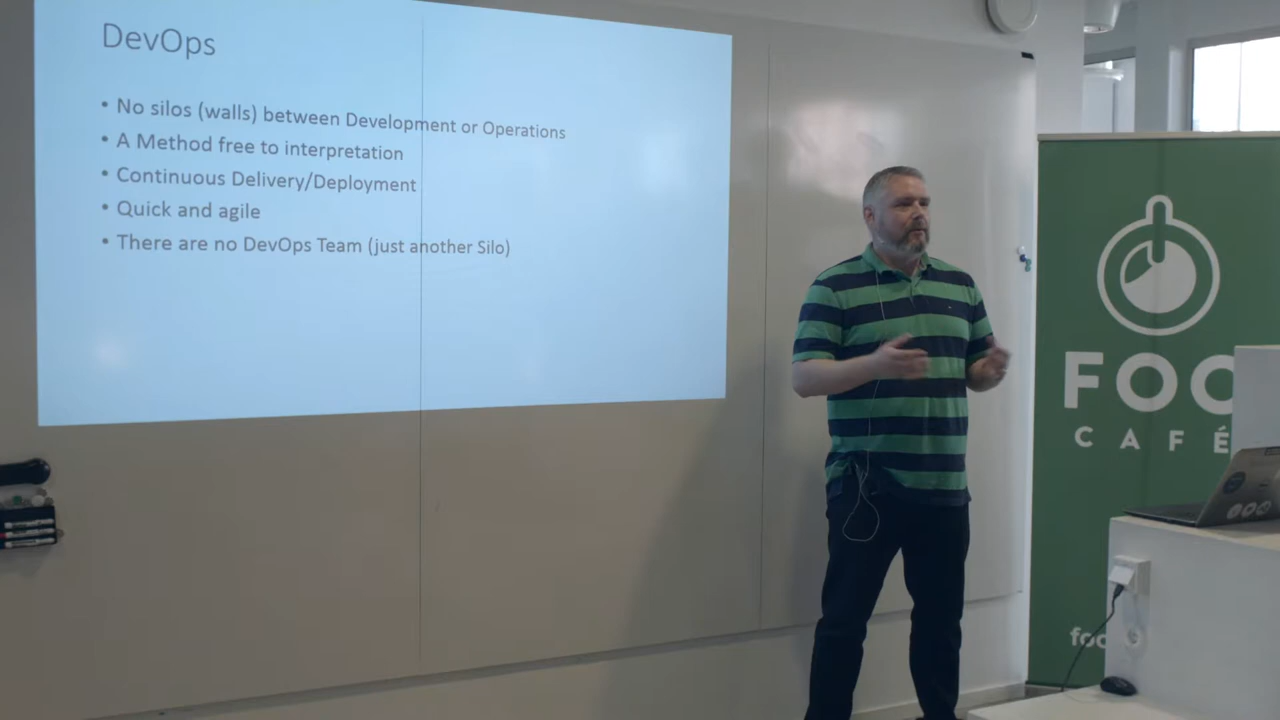 DevOps
• No silos (walls) between Development or Operations
• A Method free to interpretation
• Continuous Delivery/Deployment
• Quick and agile
• There are no DevOps Team (just another Silo)
FOO
CAFÉ
foo